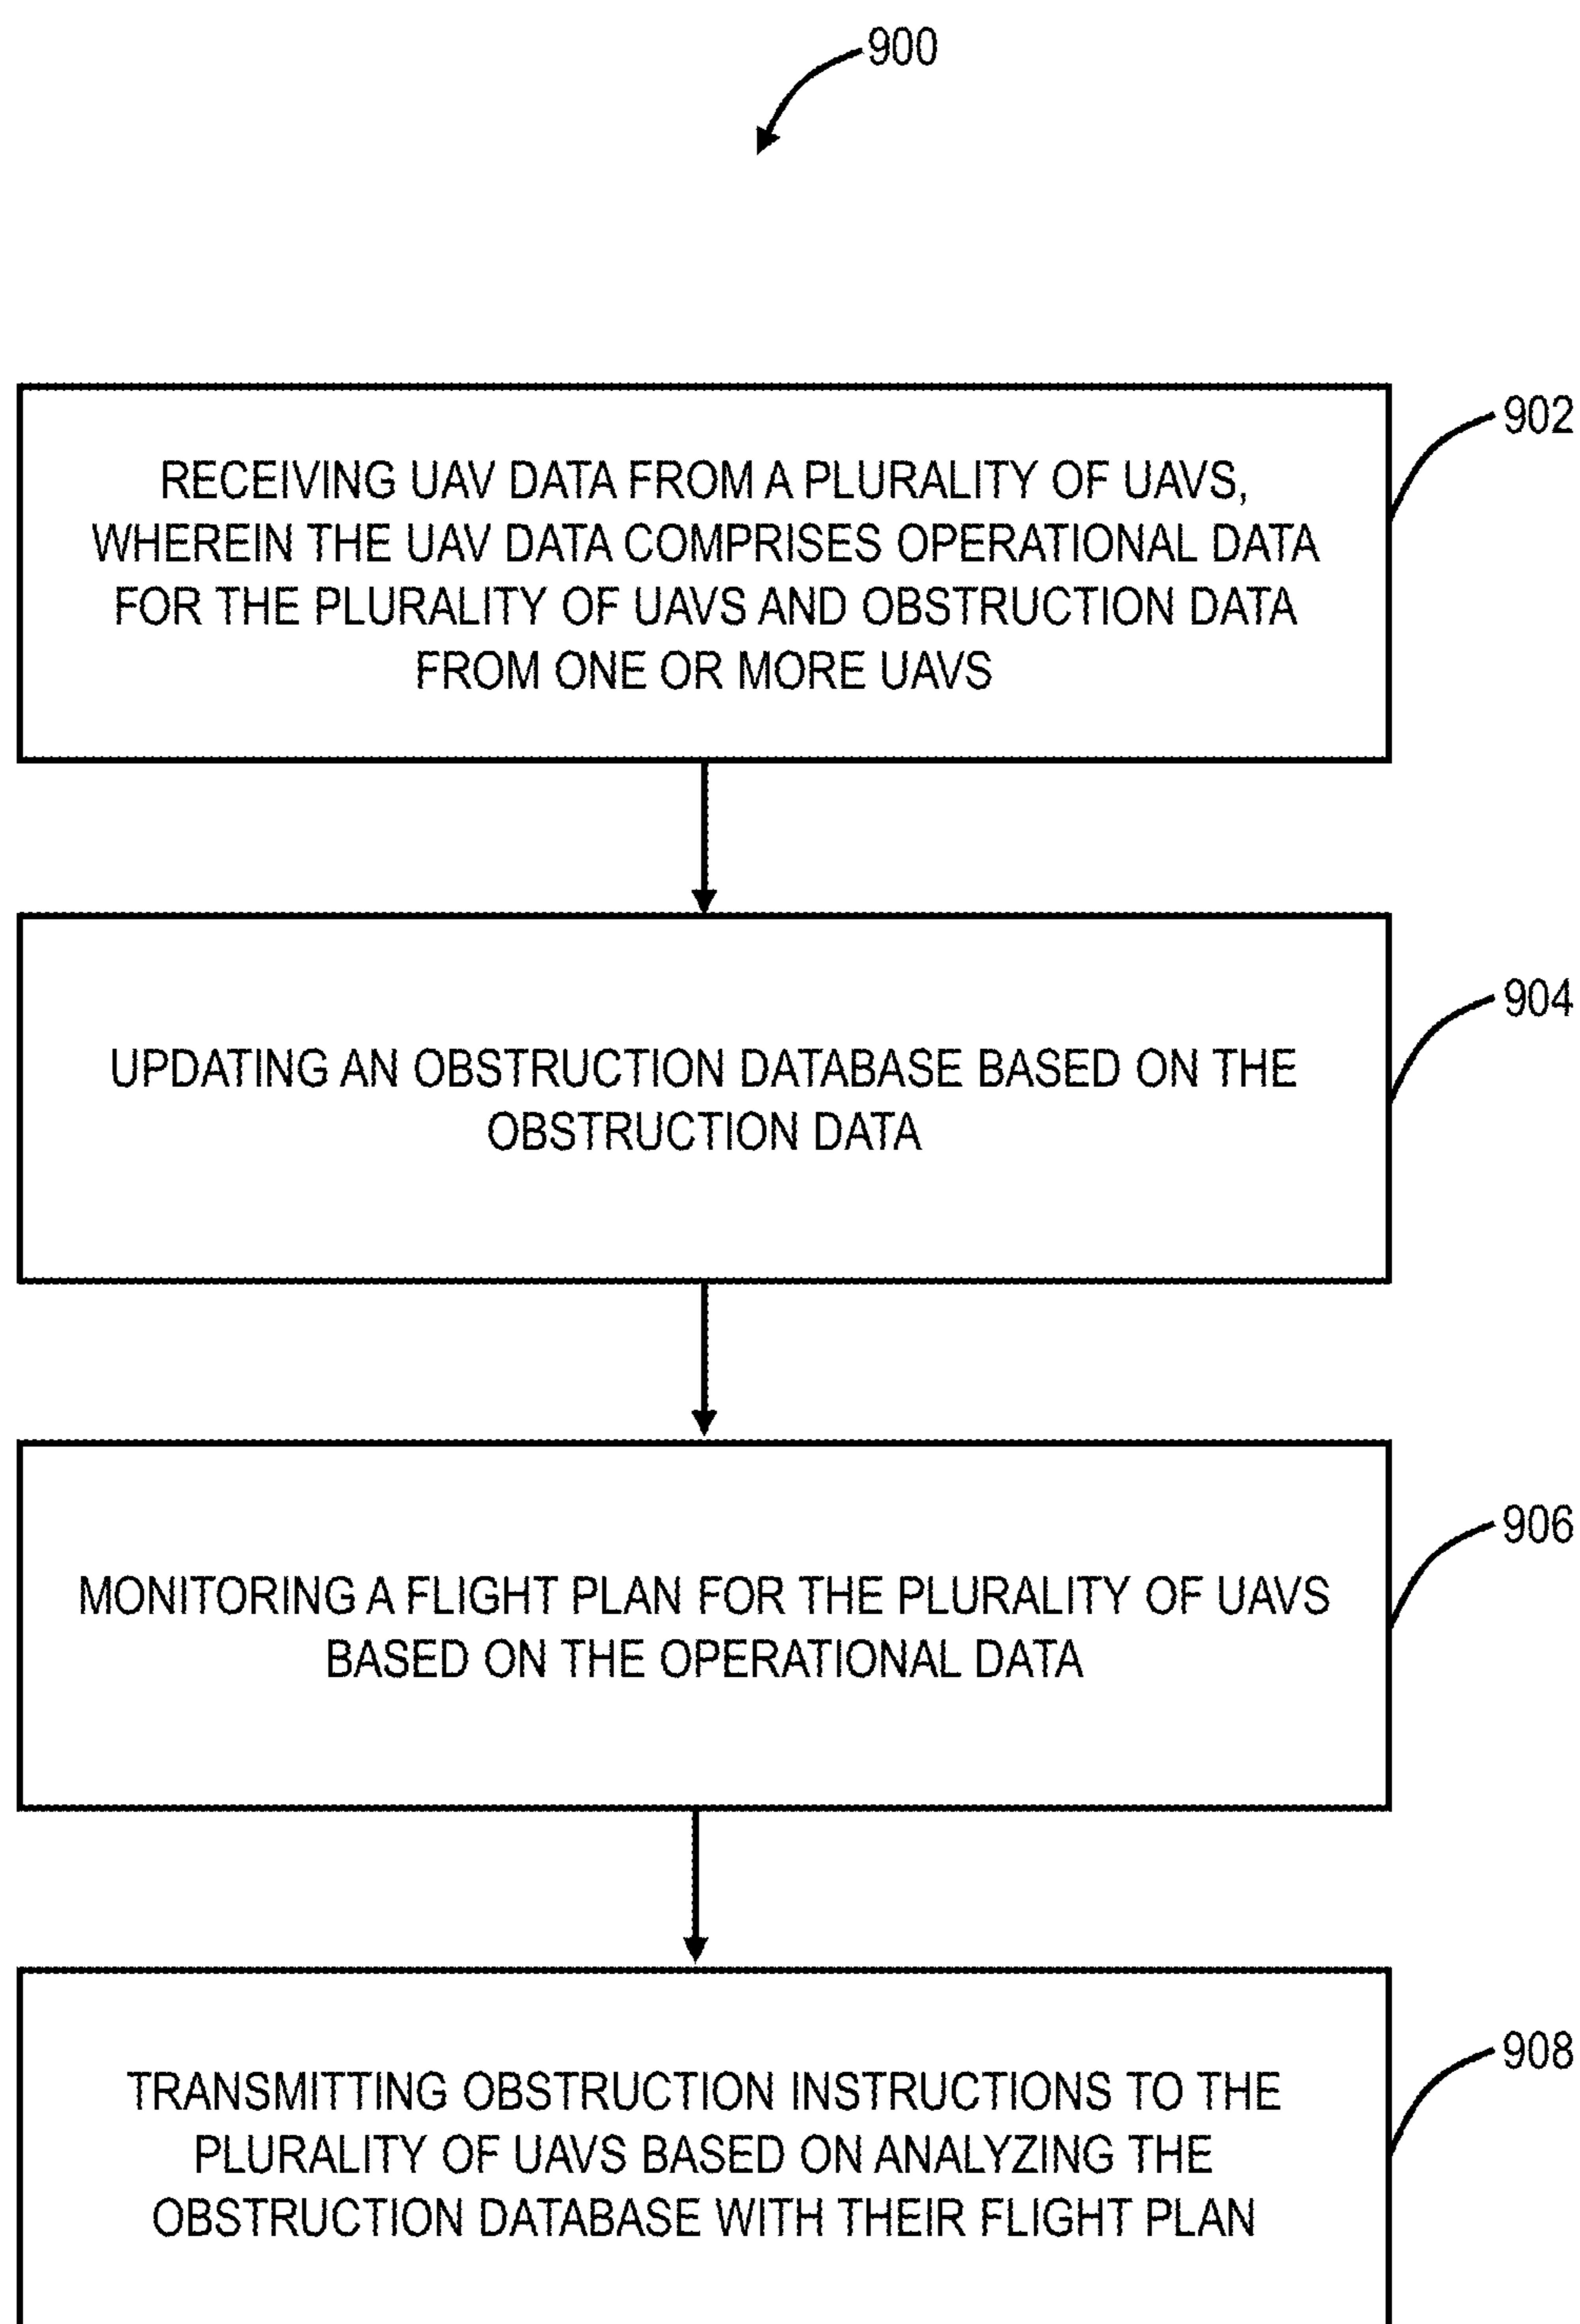 900
902
RECEIVING UAV DATA FROM A PLURALITY OF UAVS,
WHEREIN THE UAV DATA COMPRISES OPERATIONAL DATA
FOR THE PLURALITY OF UAVS AND OBSTRUCTION DATA
FROM ONE OR MORE UAVS
904
UPDATING AN OBSTRUCTION DATABASE BASED ON THE
OBSTRUCTION DATA
906
MONITORING A FLIGHT PLAN FOR THE PLURALITY OF UAVS
BASED ON THE OPERATIONAL DATA
908
TRANSMITTING OBSTRUCTION INSTRUCTIONS TO THE
PLURALITY OF UAVS BASED ON ANALYZING THE
OBSTRUCTION DATABASE WITH THEIR FLIGHT PLAN